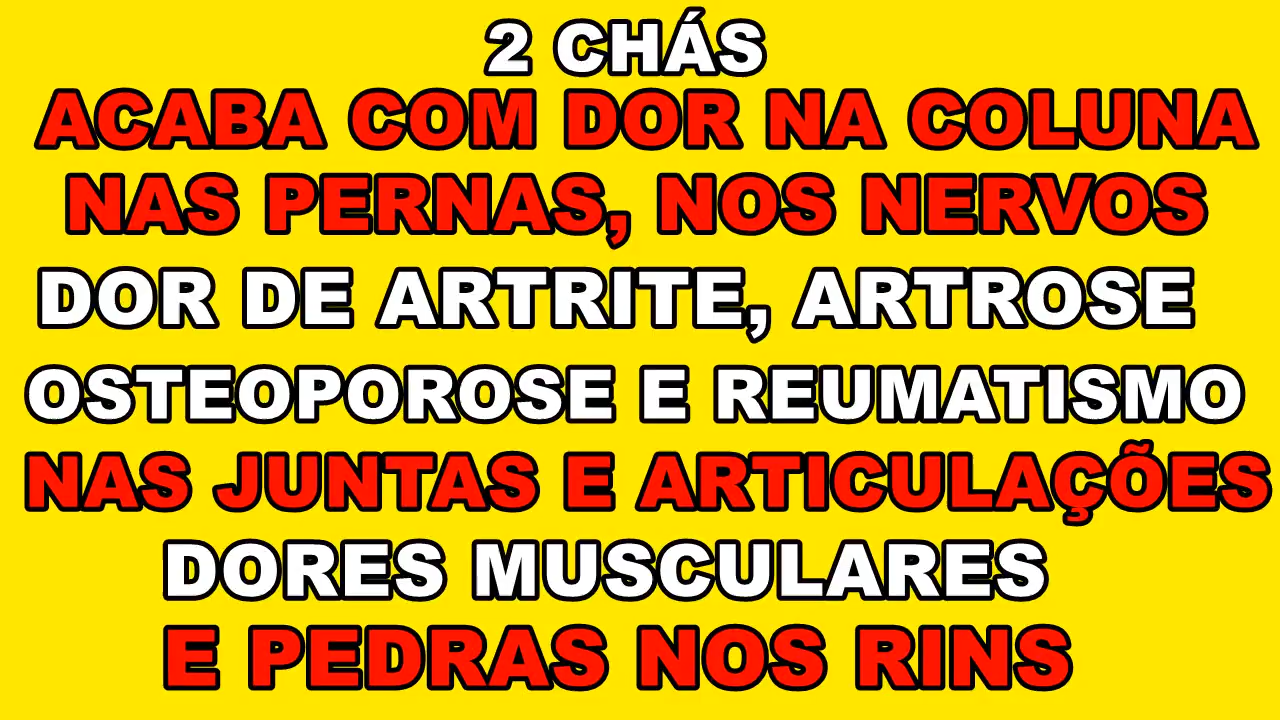 2 CHÁS
ACABA COM DOR NA COLUNA
NAS PERNAS, NOS NERVOS
DOR DE ARTRITE, ARTROSE
OSTEOPOROSE E REUMATISMO
NAS JUNTAS E ARTICULAÇÕES
DORES MUSCULARES
E PEDRAS NOS RINS